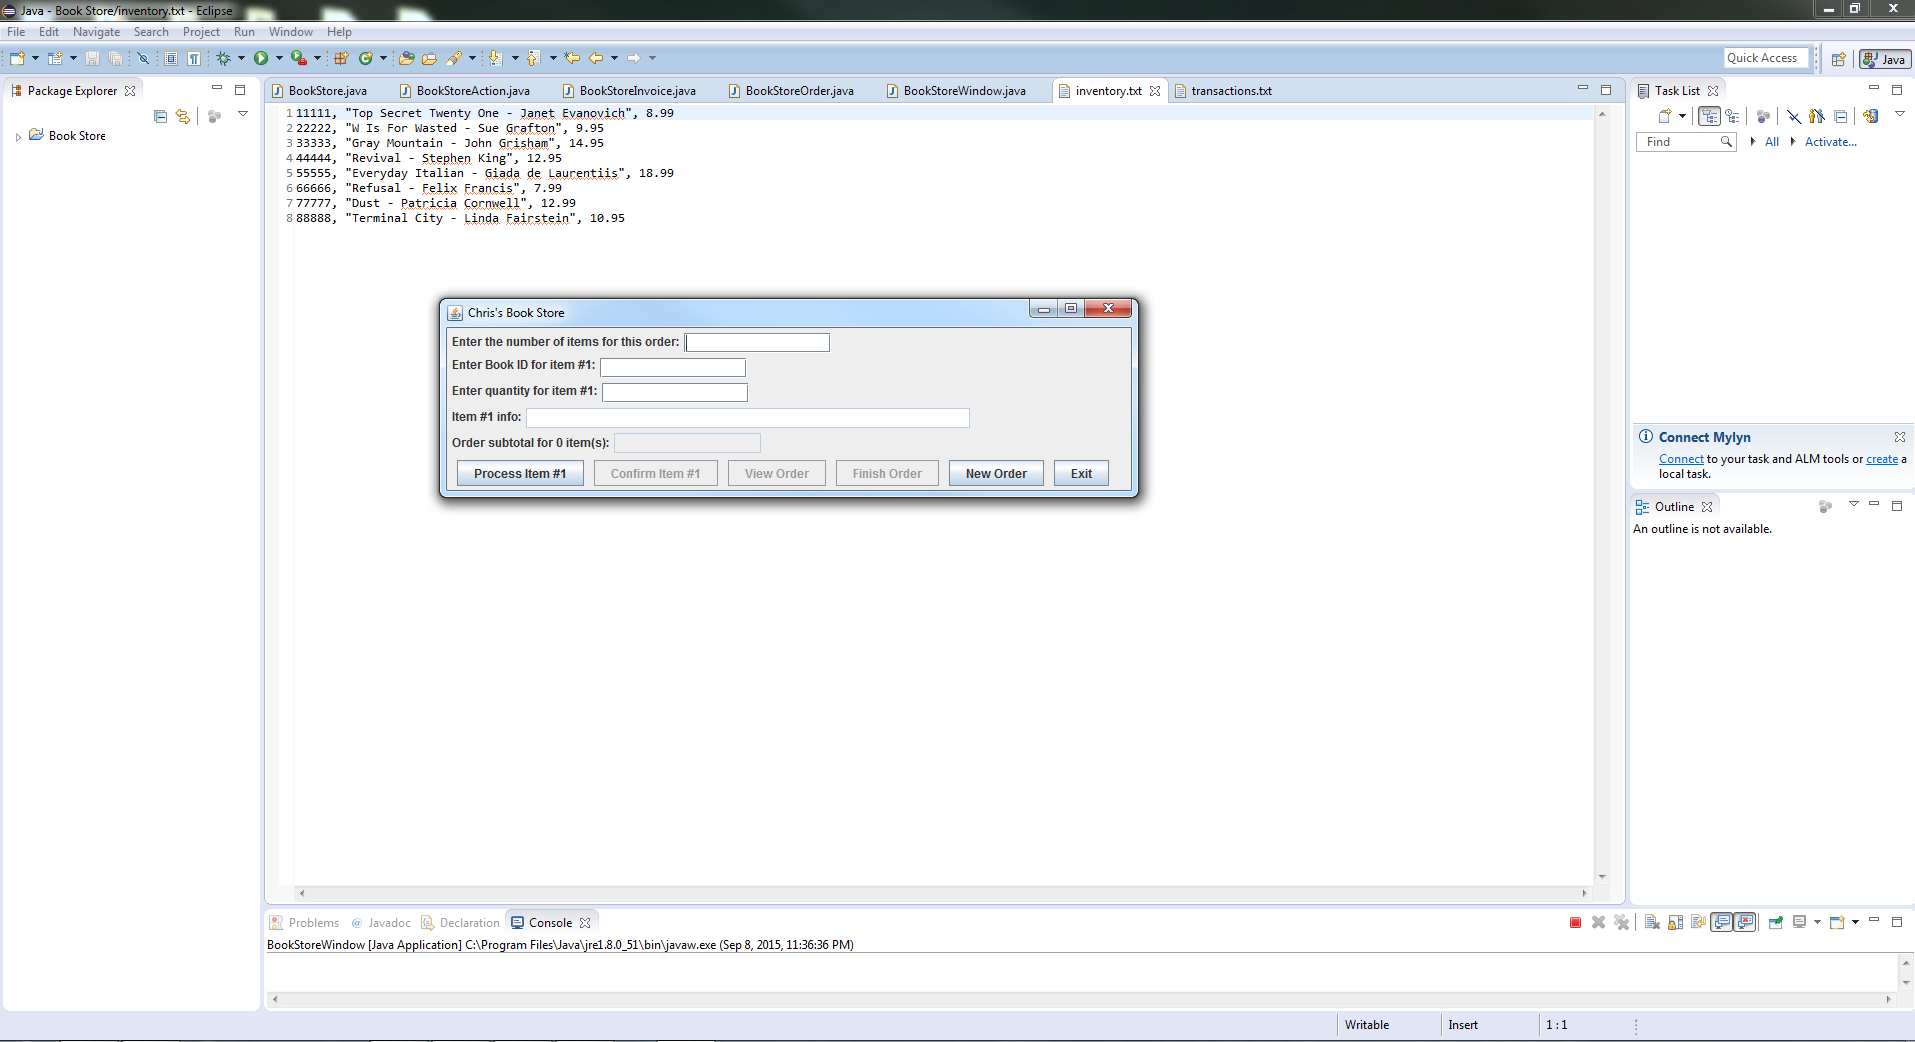 Java - Book Store/inventory.txt - Eclipse
File Edit Navigate Search Project Run Window Help
Quick Access
Java
Package Explorer
Book Store
BookStore.java BookStoreAction.java BookStoreInvoice.java BookStoreOrder.java BookStoreWindow.java inventory.txt transactions.txt
1 11111, "Top Secret Twenty One - Janet Evanovich", 8.99
2 22222, "W Is For Wasted - Sue Grafton", 9.95
3 33333, "Gray Mountain - John Grisham", 14.95
4 44444, "Revival - Stephen King", 12.95
5 55555, "Everyday Italian - Giada de Laurentiis", 18.99
6 66666, "Refusal - Felix Francis", 7.99
7 77777, "Dust - Patricia Cornwell", 12.99
8 88888, "Terminal City - Linda Fairstein", 10.95
Chris's Book Store
Enter the number of items for this order:
Enter Book ID for item #1:
Enter quantity for item #1:
Item #1 info:
Order subtotal for 0 item(s):
Process Item #1 Confirm Item #1 View Order Finish Order New Order Exit
Task List
Find All Activate...
Connect Mylyn
Connect to your task and ALM tools or create a
local task.
Outline
An outline is not available.
Problems @ Javadoc Declaration Console
BookStoreWindow [Java Application] C:\Program Files\Java\jre1.8.0_51\bin\javaw.exe (Sep 8, 2015, 11:36:36 PM)
Writable Insert 1 : 1